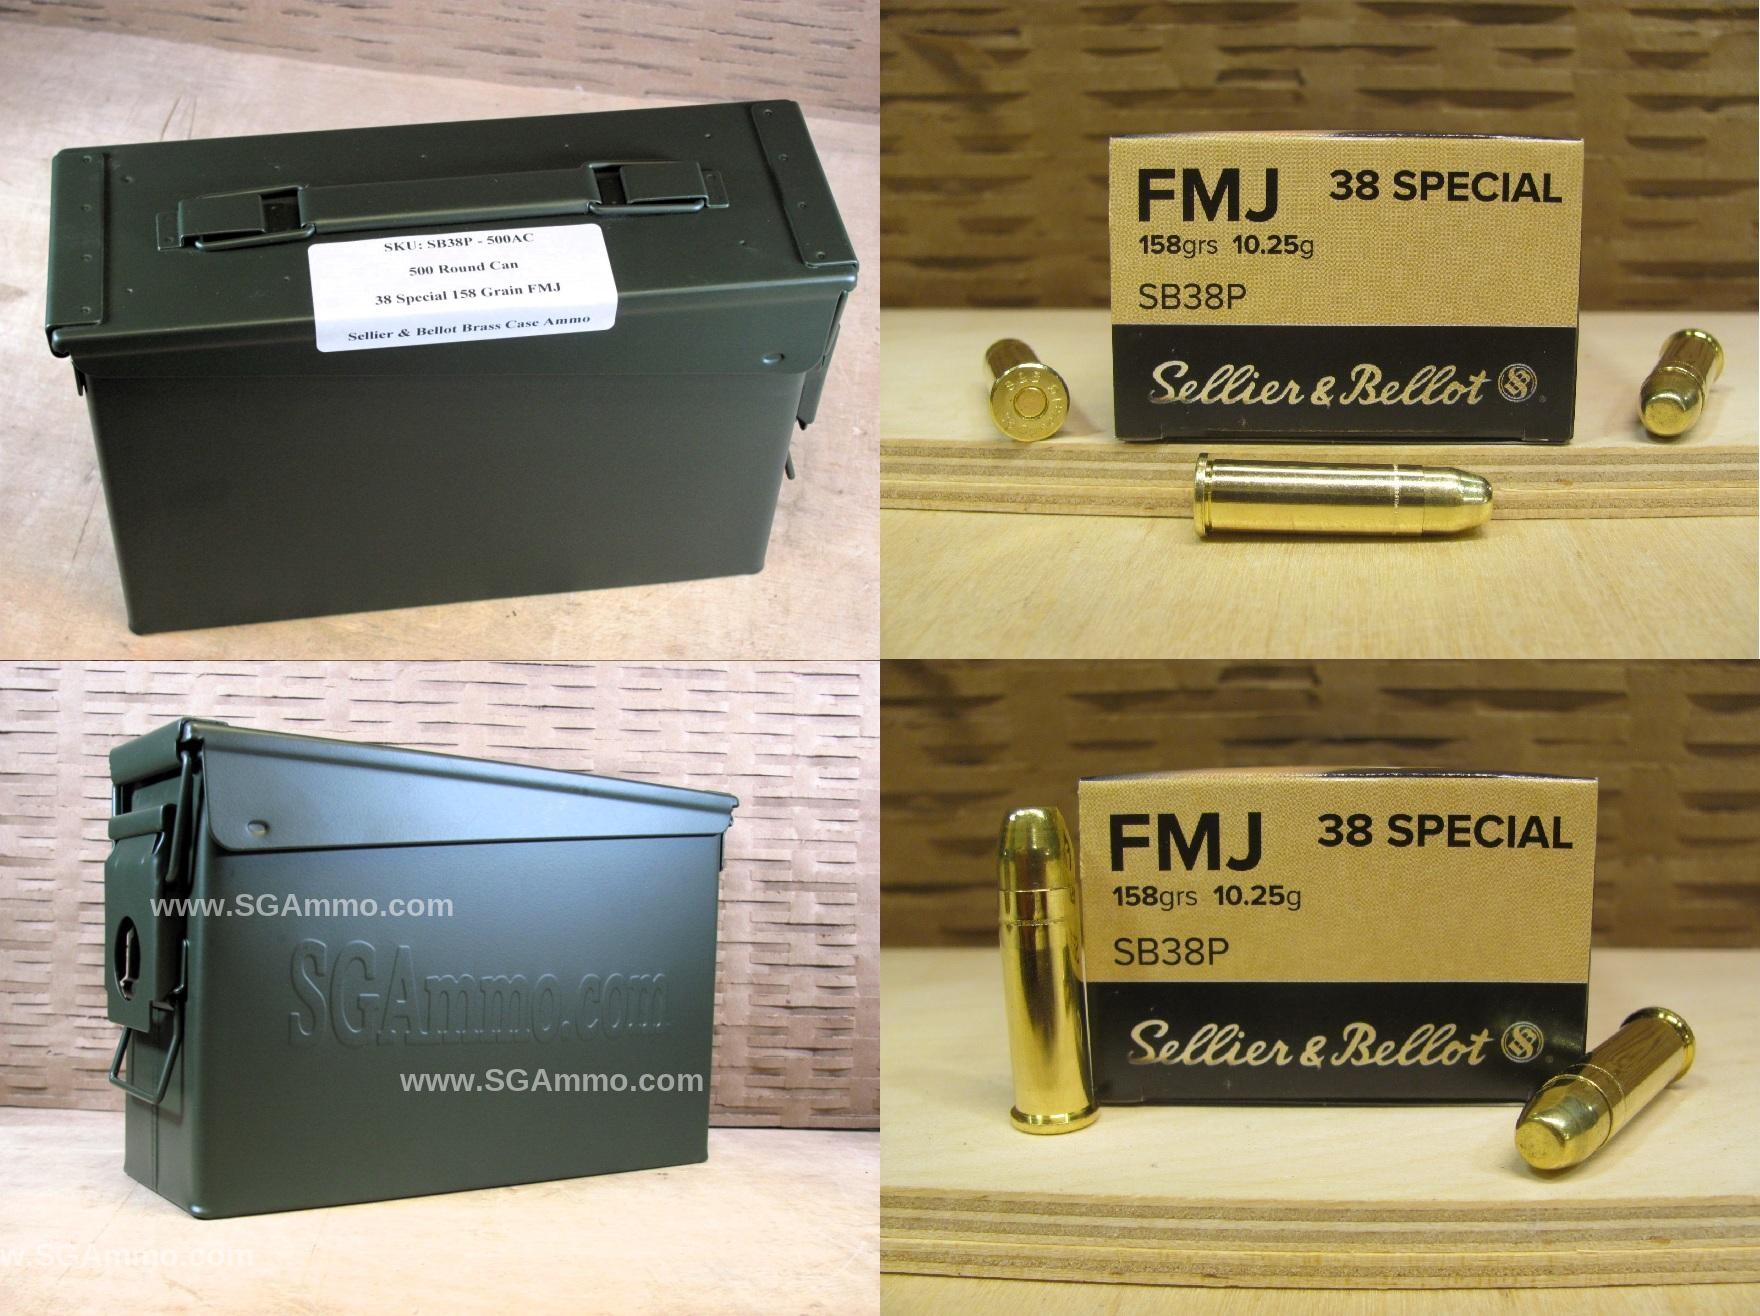 SKU: SB38P - 500AC
500 Round Can
38 Special 158 Grain FMJ
Sellier & Bellot Brass Case Ammo
FMJ 38 SPECIAL
158grs 10.25g
SB38P
Sellier & Bellot
www.SGAmmo.com
SGAmmo.com
www.SGAmmo.com
w.SGAmmo.com
FMJ 38 SPECIAL
158grs 10.25g
SB38P
Sellier & Bellot